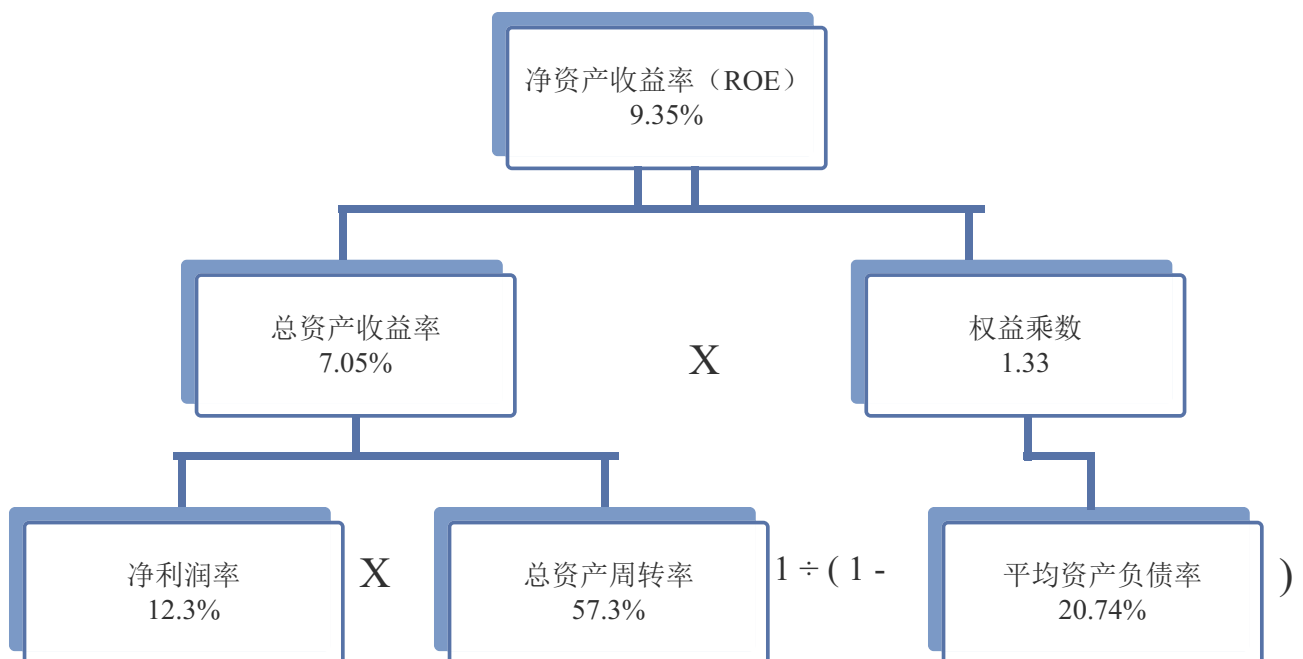 净资产收益率（ROE）
9.35%
总资产收益率
7.05%
X
权益乘数
1.33
净利润率
12.3%
X
总资产周转率
57.3%
1 ÷ ( 1 -
平均资产负债率
20.74%
)